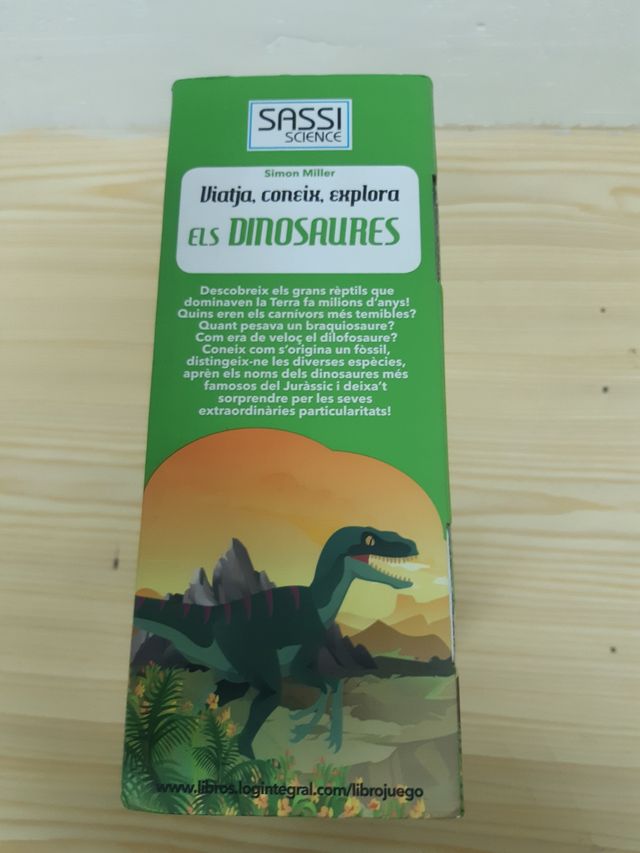 SASSI
SCIENCE
Simon Miller
Viatja, coneix, explora
ELS DINOSAURES
Descobreix els grans rèptils que
dominaven la Terra fa milions d'anys!
Quins eren els carnívors més temibles?
Quant pesava un braquiosaure?
Com era de veloç el dilofosaure?
Coneix com s'origina un fòssil,
distingeix-ne les diverses espècies,
aprèn els noms dels dinosaures més
famosos del Juràssic i deixa't
sorprendre per les seves
extraordinàries particularitats!
www.libros.logintegral.com/librojuego